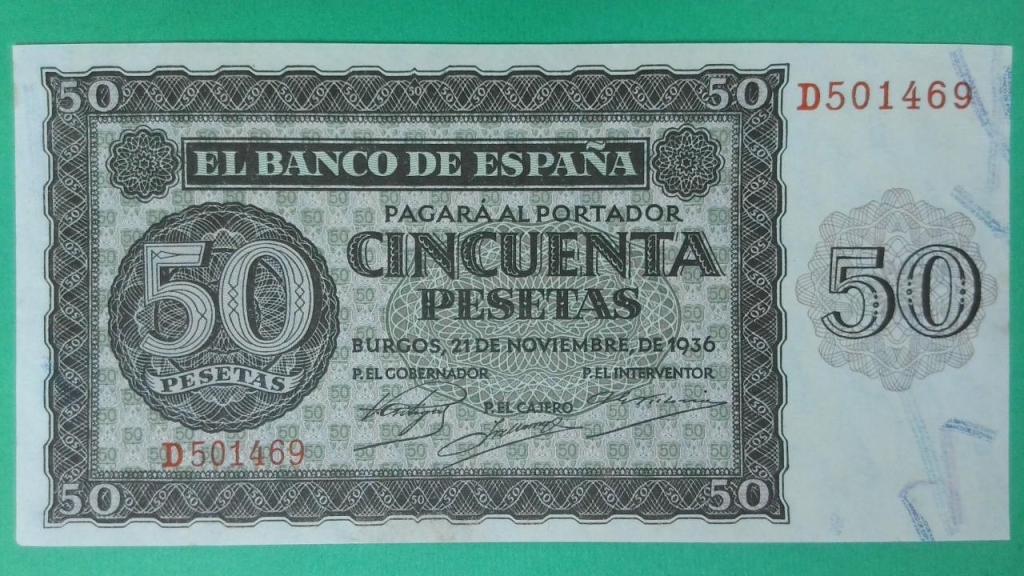 50 50
D501469
EL BANCO DE ESPAÑA
PAGARÁ AL PORTADOR
CINCUENTA
PESETAS
50
PESETAS
50
BURGOS, 21 DE NOVIEMBRE, DE 1936
P. EL GOBERNADOR P. EL INTERVENTOR
P. EL CAJERO
D501469
50 50